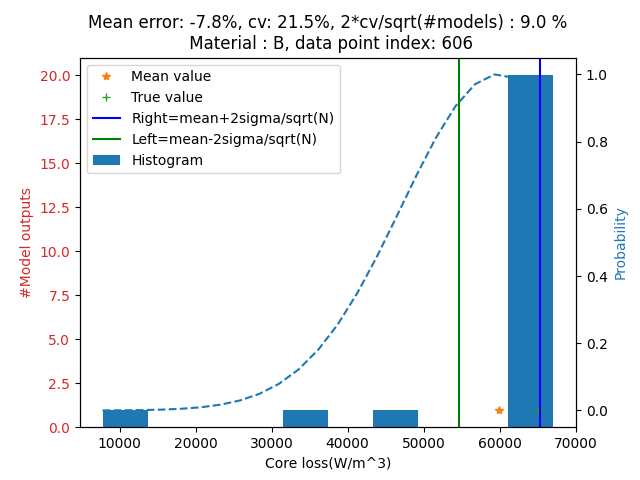 Mean error: -7.8%, cv: 21.5%, 2*cv/sqrt(#models) : 9.0 %
Material : B, data point index: 606
Mean value
True value
Right=mean+2sigma/sqrt(N)
Left=mean-2sigma/sqrt(N)
Histogram
20.0
17.5
15.0
12.5
10.0
7.5
5.0
2.5
0.0
#Model outputs
1.0
0.8
0.6
0.4
0.2
0.0
Probability
10000 20000 30000 40000 50000 60000 70000
Core loss(W/m^3)